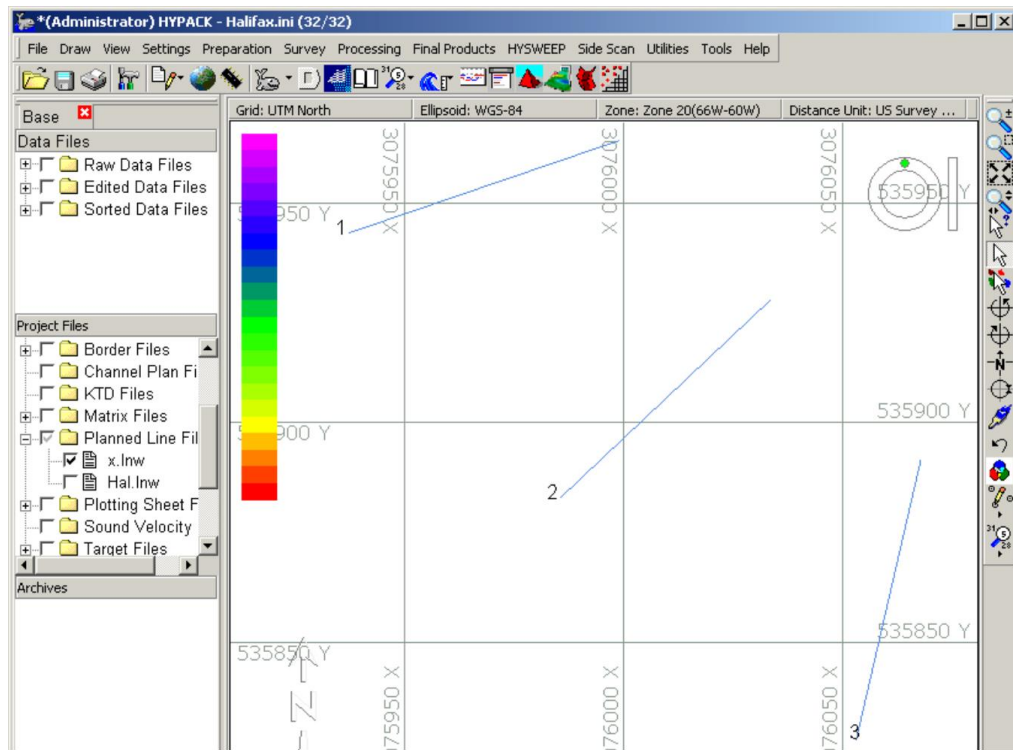 *(Administrator) HYPACK - Halifax.ini (32/32)
File Draw View Settings Preparation Survey Processing Final Products HYSWEEP Side Scan Utilities Tools Help
Base
Grid: UTM North Ellipsoid: WGS-84 Zone: Zone 20(66W-60W) Distance Unit: US Survey ...
Data Files
Raw Data Files
Edited Data Files
Sorted Data Files
3075950 X
3076000 X
3076050 X
950 Y
535950 Y
1
Project Files
Border Files
Channel Plan Fi
KTD Files
Matrix Files
Planned Line Fil
x.lnw
Hal.lnw
Plotting Sheet F
Sound Velocity
Target Files
Archives
900 Y
535900 Y
2
535850 Y
535850 Y
N
075950 X
076000 X
076050 X
3